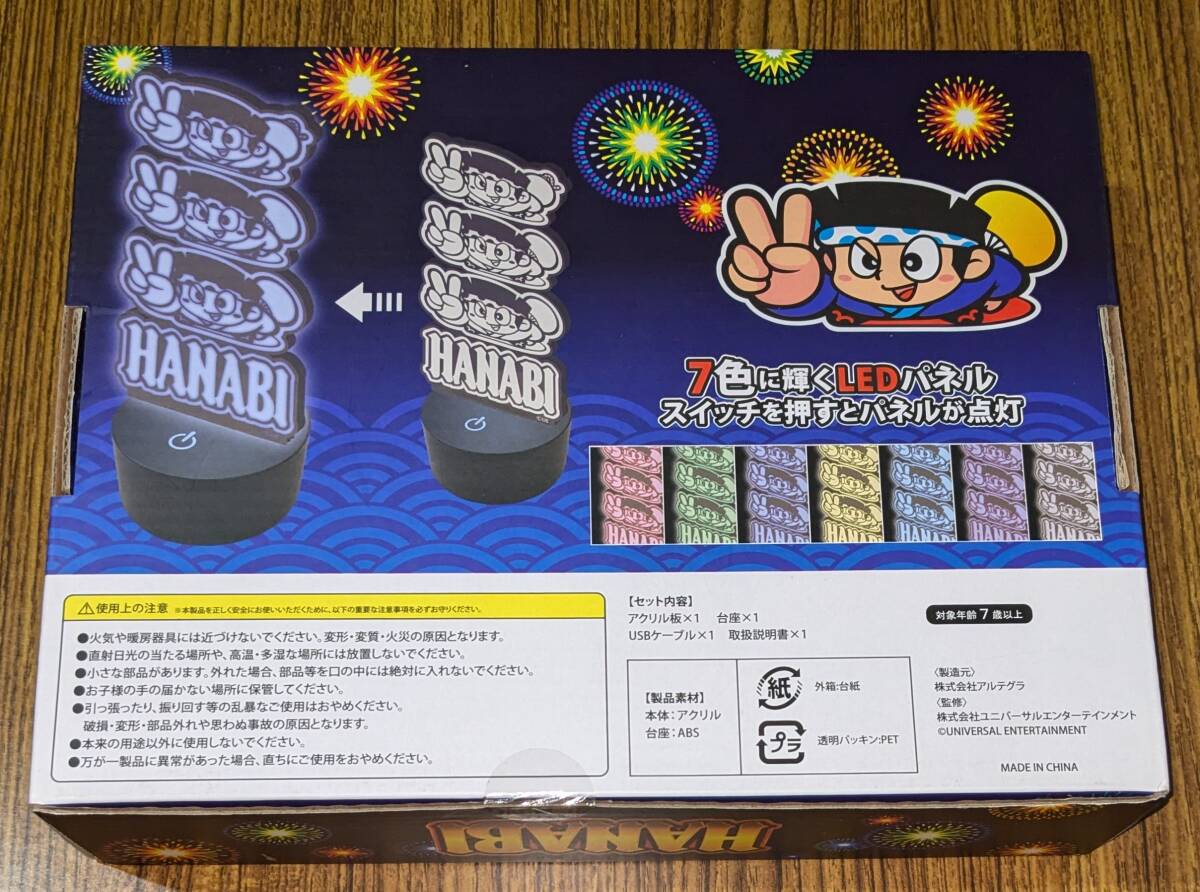 HANABI
HANABI
7色に輝くLEDパネル
スイッチを押すとパネルが点灯
HANABI
HANABI
HANABI
HANABI
HANABI
HANABI
HANABI
使用上の注意 ※本製品を正しく安全にお使いいただくために、以下の重要な注意事項を必ずお守りください。
●火気や暖房器具には近づけないでください。変形・変質・火災の原因となります。
●直射日光の当たる場所や、高温・多湿な場所には放置しないでください。
●小さな部品があります。外れた場合、部品等を口の中には絶対に入れないでください。
●お子様の手の届かない場所に保管してください。
●引っ張ったり、振り回す等の乱暴なご使用はおやめください。
破損・変形・部品外れや思わぬ事故の原因となります。
●本来の用途以外に使用しないでください。
●万が一製品に異常があった場合、直ちにご使用をおやめください。
【セット内容】
アクリル板×1 台座×1
USBケーブル×1 取扱説明書×1
【製品素材】
本体:アクリル
台座:ABS
紙
外箱:台紙
プラ
透明パッキン:PET
対象年齢7歳以上
〈製造元〉
株式会社アルテグラ
〈監修〉
株式会社ユニバーサルエンターテインメント
©UNIVERSAL ENTERTAINMENT
MADE IN CHINA
HANABI